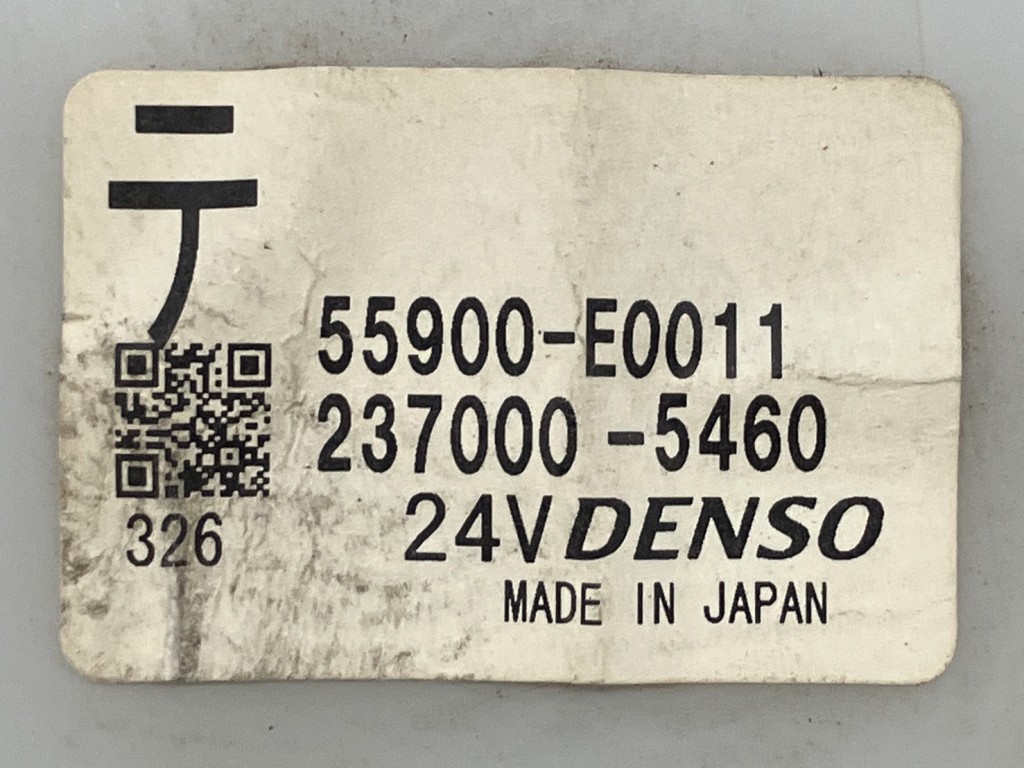 テ
55900-E0011
237000-5460
326
24V DENSO
MADE IN JAPAN